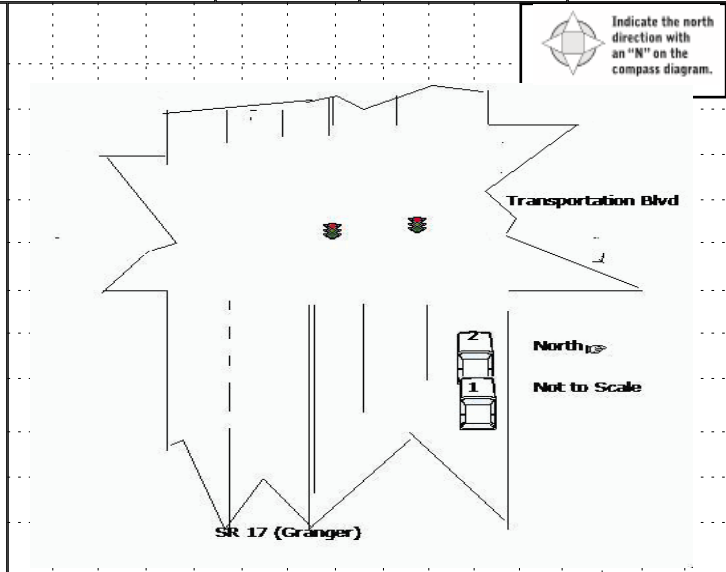 Indicate the north
direction with
an “N” on the
compass diagram.
Transportation Blvd
2
North
1
Not to Scale
SR 17 (Granger)